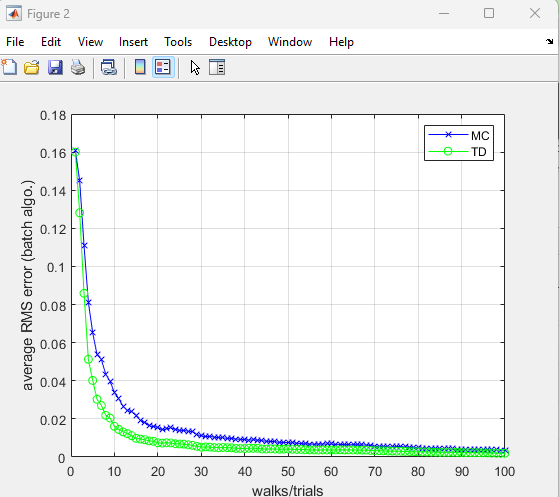 Figure 2
File Edit View Insert Tools Desktop Window Help
0.18
0.16
0.14
0.12
0.1
0.08
0.06
0.04
0.02
0
average RMS error (batch algo.)
MC
TD
0 10 20 30 40 50 60 70 80 90 100
walks/trials